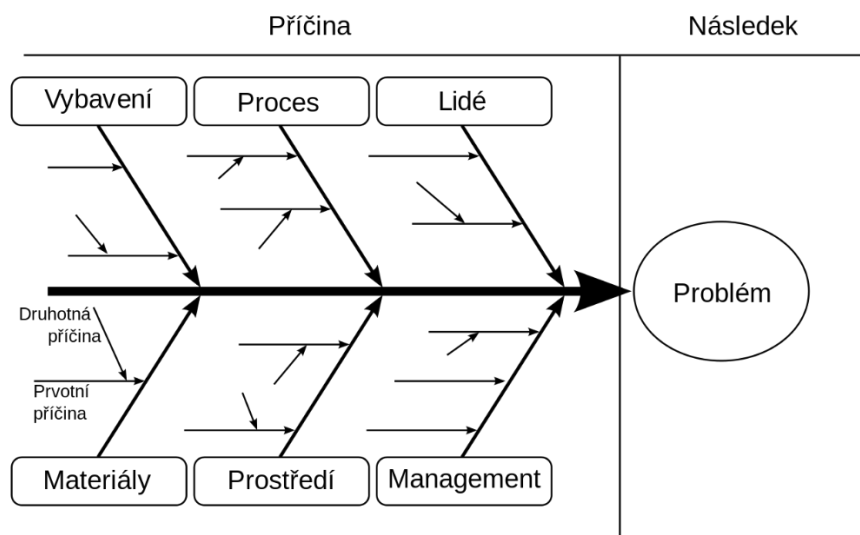 Příčina
Následek
Vybavení
Proces
Lidé
Problém
Druhotná
příčina
Prvotní
příčina
Materiály
Prostředí
Management